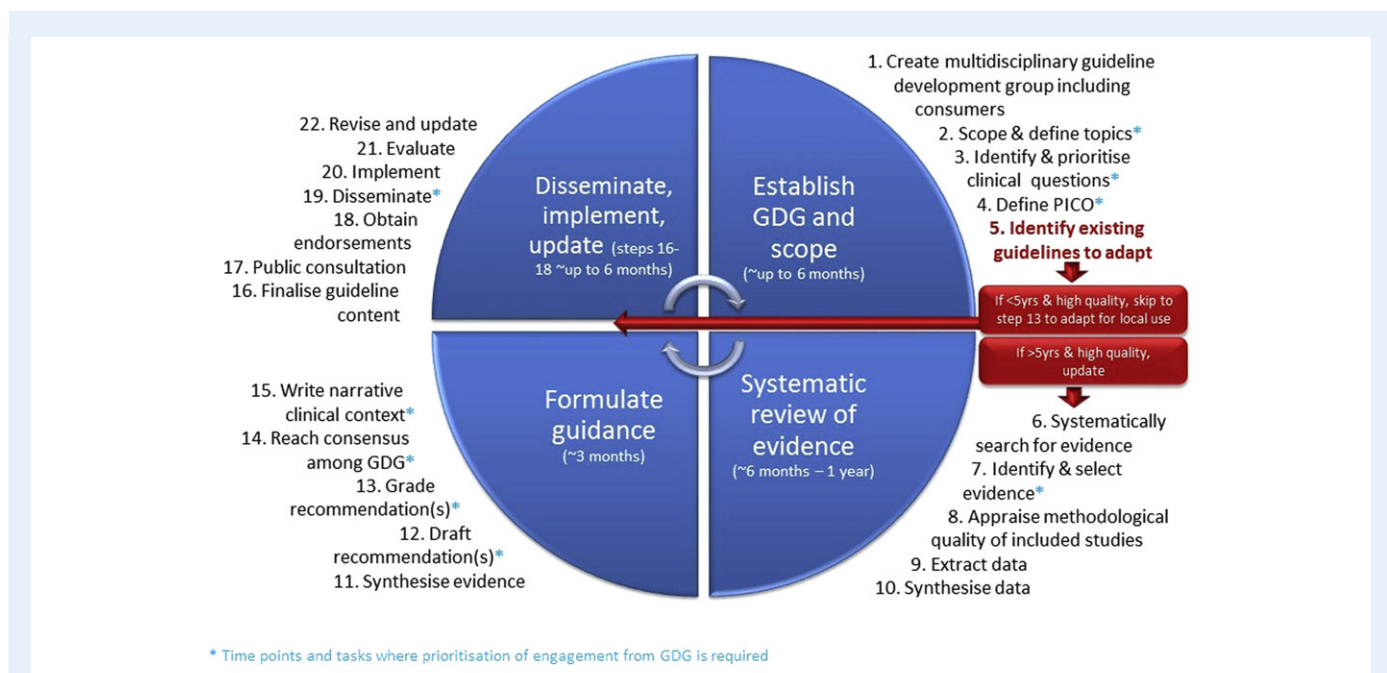 1. Create multidisciplinary guideline
development group including
consumers
2. Scope & define topics*
3. Identify & prioritise
clinical questions*
4. Define PICO*
5. Identify existing
guidelines to adapt
If <5yrs & high quality, skip to
step 13 to adapt for local use
If >5yrs & high quality,
update
6. Systematically
search for evidence
7. Identify & select
evidence*
8. Appraise methodological
quality of included studies
9. Extract data
10. Synthesise data
22. Revise and update
21. Evaluate
20. Implement
19. Disseminate*
18. Obtain
endorsements
17. Public consultation
16. Finalise guideline
content
15. Write narrative
clinical context*
14. Reach consensus
among GDG*
13. Grade
recommendation(s)*
12. Draft
recommendation(s)*
11. Synthesise evidence
Disseminate,
implement,
update (steps 16-
18 ~up to 6 months)
Establish
GDG and
scope
(~up to 6 months)
Formulate
guidance
(~3 months)
Systematic
review of
evidence
(~6 months – 1 year)
* Time points and tasks where prioritisation of engagement from GDG is required